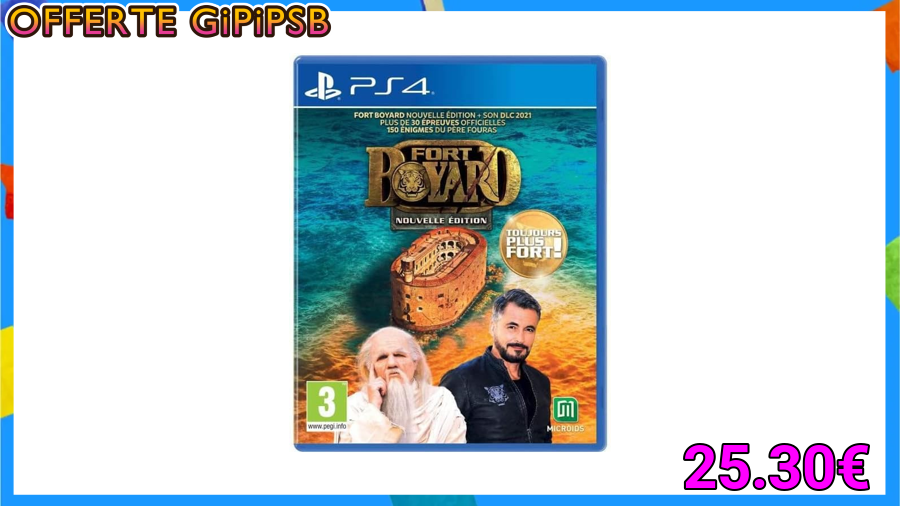 OFFERTE GiPiPSB
PS4
FORT BOYARD NOUVELLE ÉDITION + SON DLC 2021
PLUS DE 30 ÉPREUVES OFFICIELLES
150 ÉNIGMES DU PÈRE FOURAS
FORT
BOYARD
NOUVELLE ÉDITION
TOUJOURS
PLUS
FORT!
3
www.pegi.info
MICROIDS
25.30€